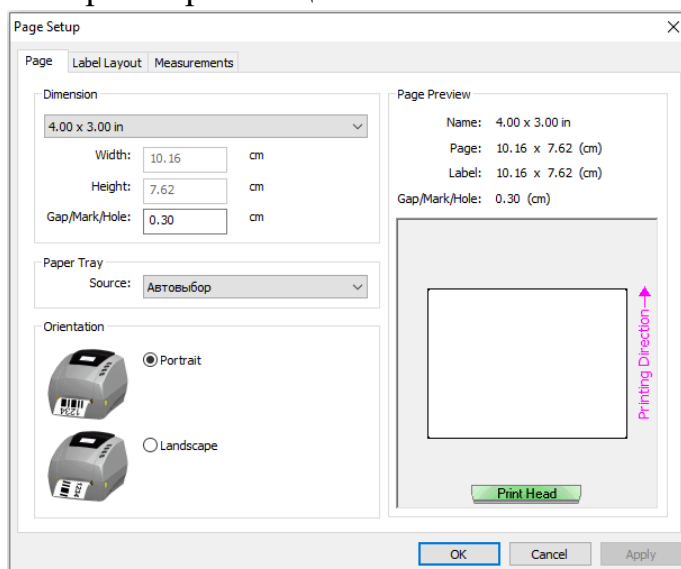 Page Setup
Page Label Layout Measurements
Dimension
4.00 x 3.00 in
Width: 10.16 cm
Height: 7.62 cm
Gap/Mark/Hole: 0.30 cm
Paper Tray
Source: Автовыбор
Orientation
1234
Portrait
1234
Landscape
Page Preview
Name: 4.00 x 3.00 in
Page: 10.16 x 7.62 (cm)
Label: 10.16 x 7.62 (cm)
Gap/Mark/Hole: 0.30 (cm)
Printing Direction
Print Head
OK Cancel Apply